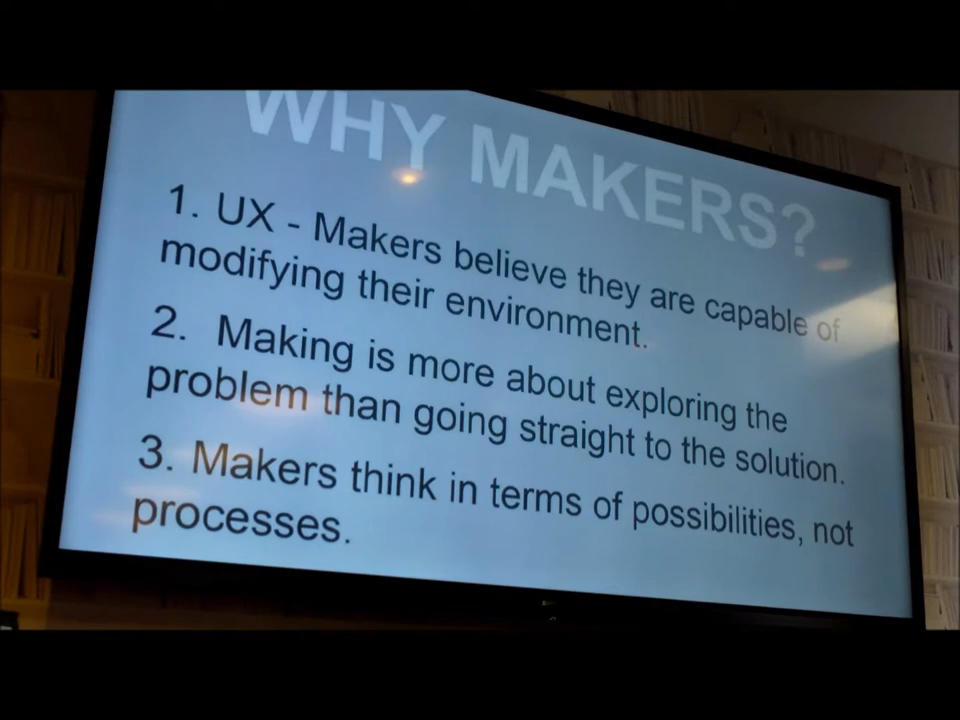 WHY MAKERS?
1. UX - Makers believe they are capable of
modifying their environment.
2. Making is more about exploring the
problem than going straight to the solution.
3. Makers think in terms of possibilities, not
processes.